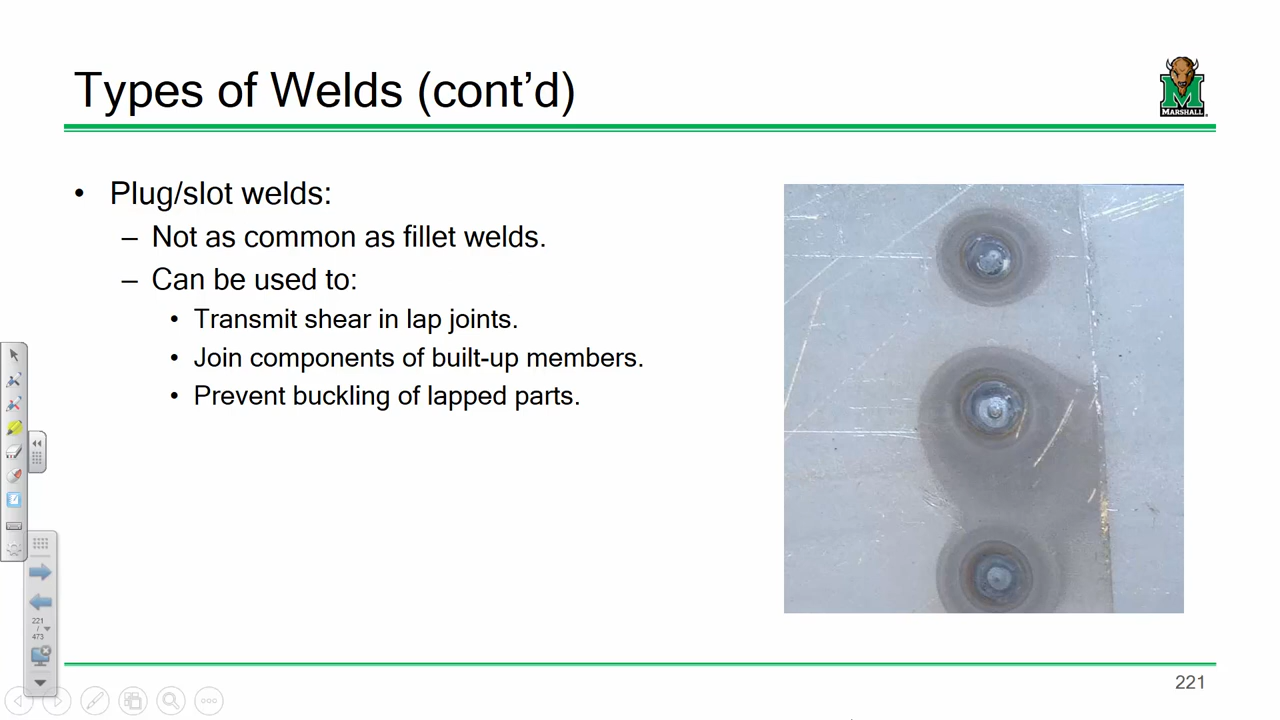 Types of Welds (cont’d)
MARSHALL
• Plug/slot welds:
– Not as common as fillet welds.
– Can be used to:
• Transmit shear in lap joints.
• Join components of built-up members.
• Prevent buckling of lapped parts.
221
/
473
221